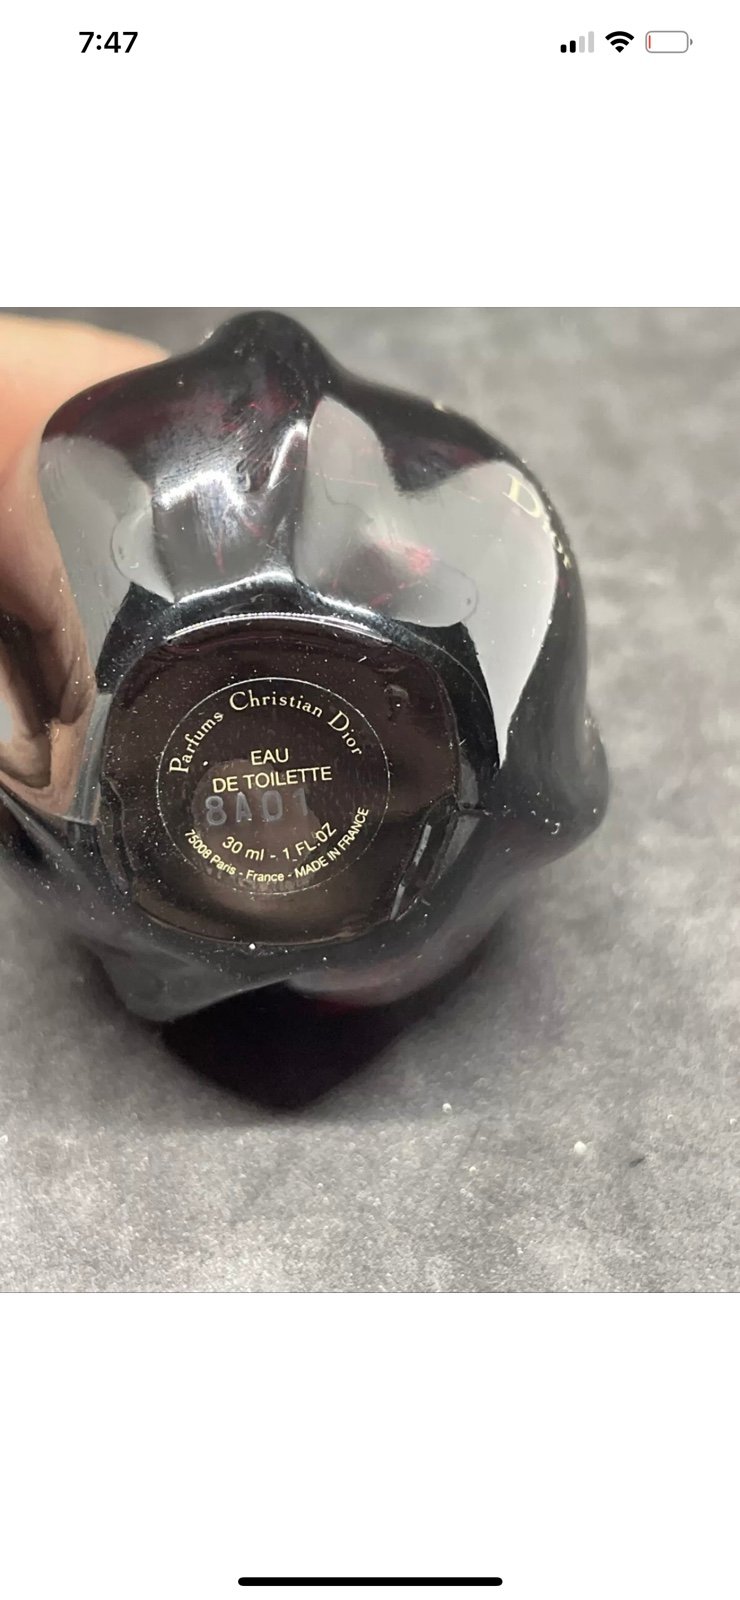 7:47
Dior
Parfums Christian Dior
EAU
DE TOILETTE
8A01
30 ml - 1 FL.OZ
75008 Paris - France - MADE IN FRANCE